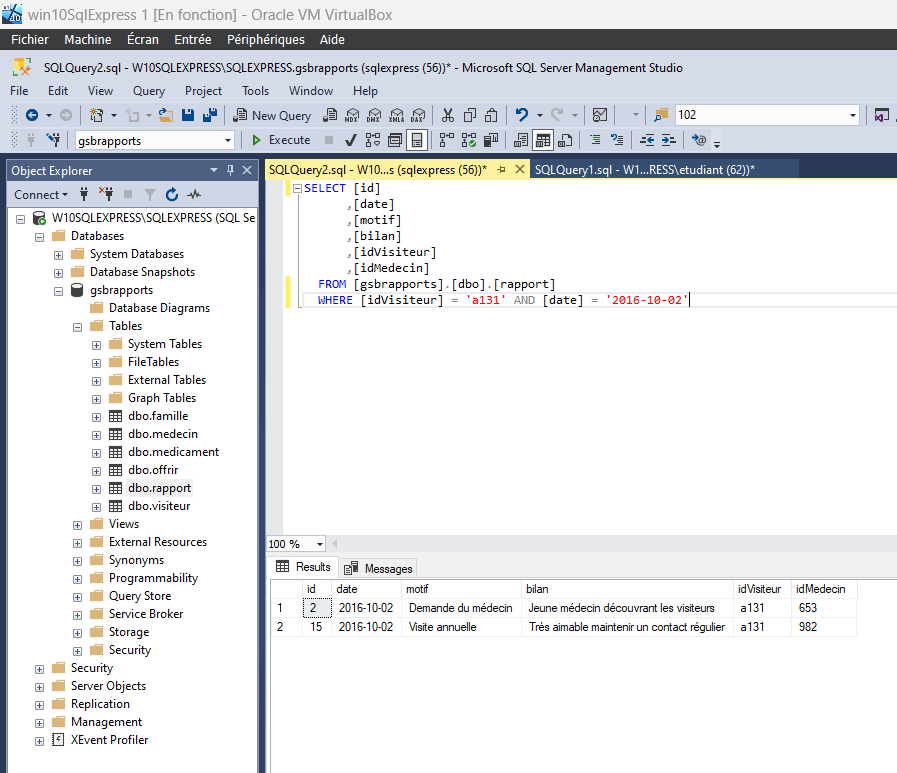 win10SqlExpress 1 [En fonction] - Oracle VM VirtualBox
Fichier Machine Écran Entrée Périphériques Aide
SQLQuery2.sql - W10SQLEXPRESS\SQLEXPRESS.gsbrapports (sqlexpress (56))* - Microsoft SQL Server Management Studio
File Edit View Query Project Tools Window Help
New Query MDX DMX XMLA DAX 102
gsbrapports Execute
Object Explorer
Connect
W10SQLEXPRESS\SQLEXPRESS (SQL Se
Databases
System Databases
Database Snapshots
gsbrapports
Database Diagrams
Tables
System Tables
FileTables
External Tables
Graph Tables
dbo.famille
dbo.medecin
dbo.medicament
dbo.offrir
dbo.rapport
dbo.visiteur
Views
External Resources
Synonyms
Programmability
Query Store
Service Broker
Storage
Security
Security
Server Objects
Replication
Management
XEvent Profiler
SQLQuery2.sql - W10...s (sqlexpress (56))* SQLQuery1.sql - W1...RESS\etudiant (62))*
SELECT [id]
,[date]
,[motif]
,[bilan]
,[idVisiteur]
,[idMedecin]
FROM [gsbrapports].[dbo].[rapport]
WHERE [idVisiteur] = 'a131' AND [date] = '2016-10-02'
100 %
Results Messages
id date motif bilan idVisiteur idMedecin
1 2 2016-10-02 Demande du médecin Jeune médecin découvrant les visiteurs a131 653
2 15 2016-10-02 Visite annuelle Très aimable maintenir un contact régulier a131 982